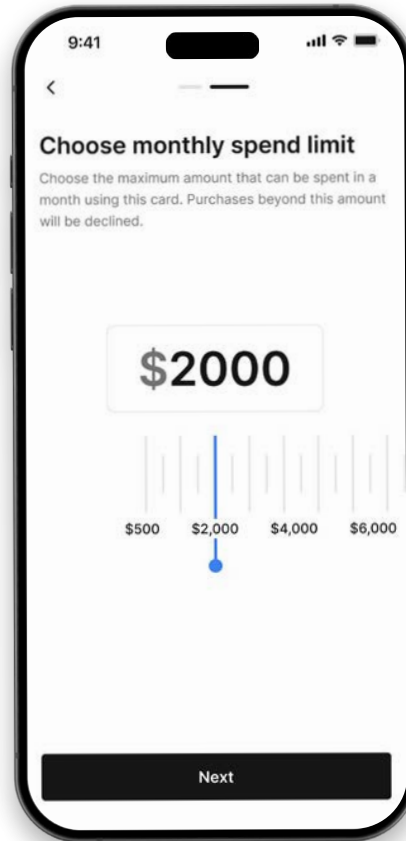 9:41
Choose monthly spend limit
Choose the maximum amount that can be spent in a
month using this card. Purchases beyond this amount
will be declined.
$2000
$500 $2,000 $4,000 $6,000
Next